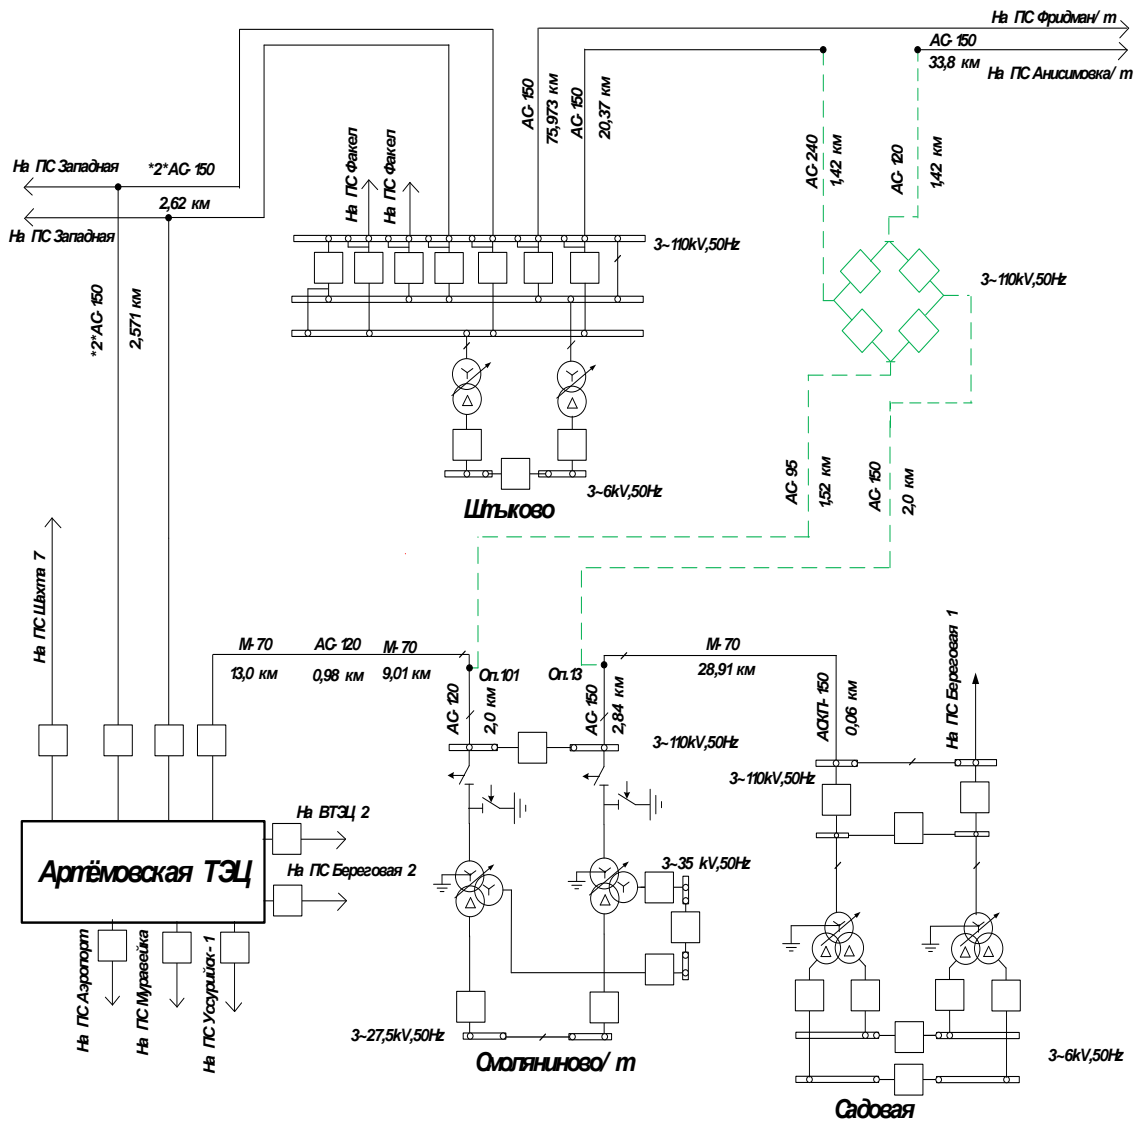 На ПС Фридман/ т
АС-150
33,8 км
На ПС Анисимовка/ т
На ПС Западная
*2*АС-150
2,62 км
На ПС Западная
*2*АС-150
2,571 км
На ПС Факел
На ПС Факел
АС-150
75,973 км
АС-150
20,37 км
АС-240
1,42 км
АС-120
1,42 км
3~110kV,50Hz
3~110kV,50Hz
3~6kV,50Hz
Штыково
АС-95
1,52 км
АС-150
2,0 км
На ПС Шахта 7
М-70
13,0 км
АС-120
0,98 км
М-70
9,01 км
Оп.101
Оп.13
М-70
28,91 км
АС-120
2,0 км
АС-150
2,84 км
АСКП-150
0,06 км
На ПС Береговая 1
3~110kV,50Hz
3~110kV,50Hz
Артёмовская ТЭЦ
На ВТЭЦ 2
На ПС Береговая 2
3~35 kV,50Hz
На ПС Аэропорт
На ПС Муравейка
На ПС Уссурийск-1
3~27,5kV,50Hz
Смоляниново/ т
3~6kV,50Hz
Садовая